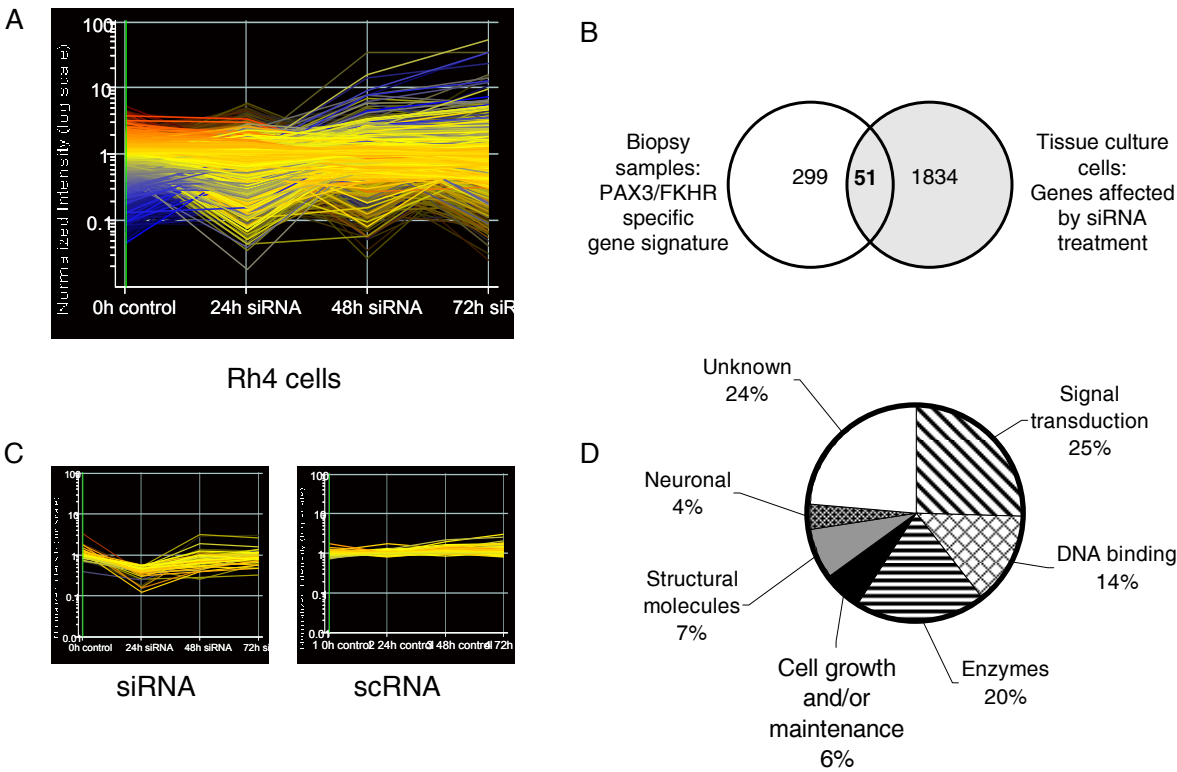 A
Normalized Intensity (log scale)
100
10
1
0.1
0h control
24h siRNA
48h siRNA
72h siR
Rh4 cells
B
Biopsy
samples:
PAX3/FKHR
specific
gene signature
299
51
1834
Tissue culture
cells:
Genes affected
by siRNA
treatment
C
100
10
1
0.1
0.01
0h control
24h siRNA
48h siRNA
72h si
siRNA
100
10
1
0.1
0.01
1 0h control
2 24h control
3 48h control
4 72h
scRNA
D
Unknown
24%
Signal
transduction
25%
Neuronal
4%
DNA binding
14%
Structural
molecules
7%
Enzymes
20%
Cell growth
and/or
maintenance
6%